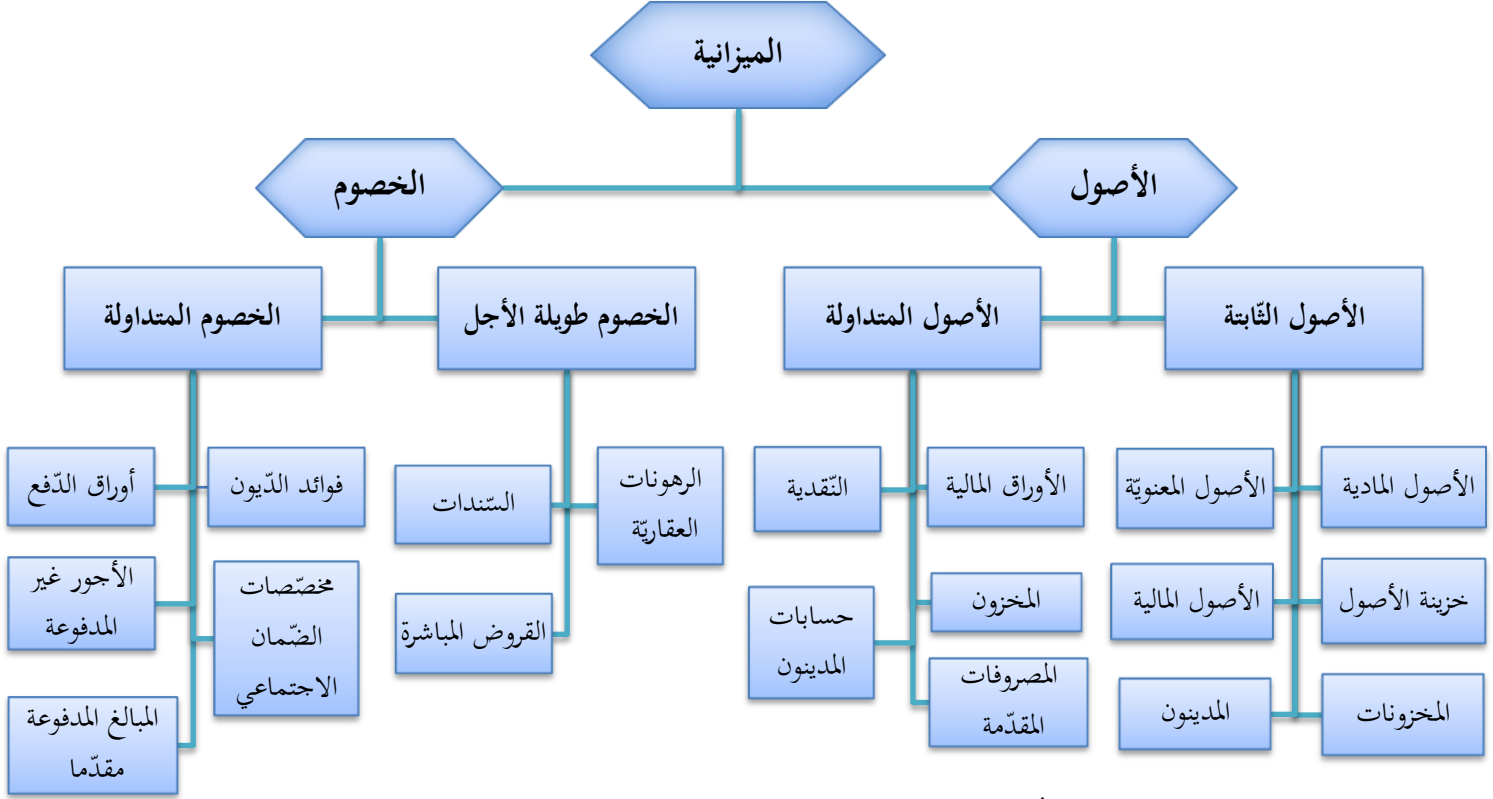 الميزانية
الأصول
الخصوم
الأصول الثّابتة
الأصول المتداولة
الخصوم طويلة الأجل
الخصوم المتداولة
الأصول المادية
الأصول المعنويّة
خزينة الأصول
الأصول المالية
المخزونات
المدينون
الأوراق المالية
النّقدية
المخزون
حسابات
المدينون
المصروفات
المقدّمة
الرهونات
العقاريّة
السّندات
القروض المباشرة
فوائد الدّيون
أوراق الدّفع
مخصّصات
الضّمان
الاجتماعي
الأجور غير
المدفوعة
المبالغ المدفوعة
مقدّما